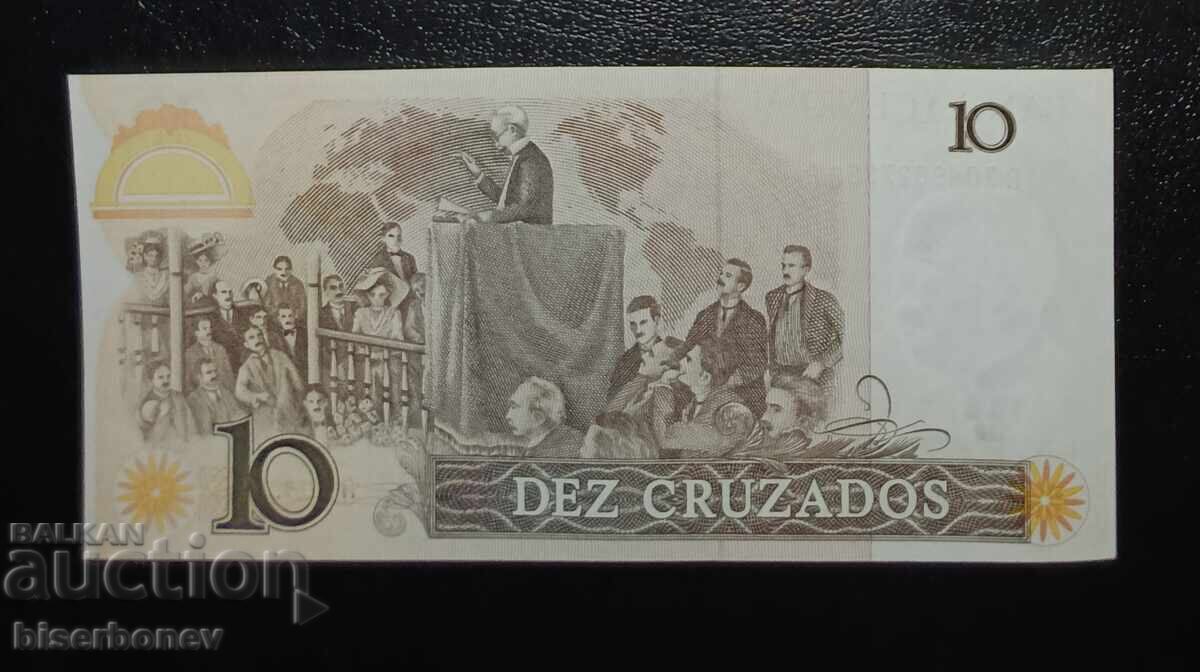 10
10
DEZ CRUZADOS
BALKAN
auction
biserbonev